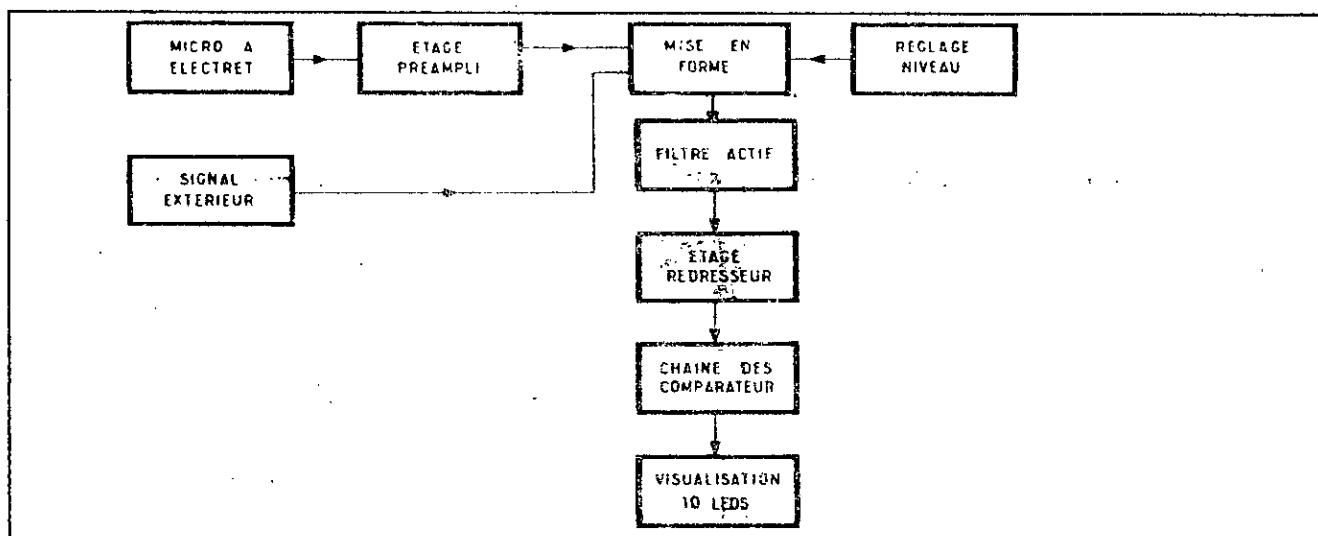 MICRO A
ELECTRET
ETAGE
PREAMPLI
MISE EN
FORME
REGLAGE
NIVEAU
FILTRE ACTIF
SIGNAL
EXTERIEUR
ETAGE
REDRESSEUR
CHAINE DES
COMPARATEUR
VISUALISATION
10 LEDS